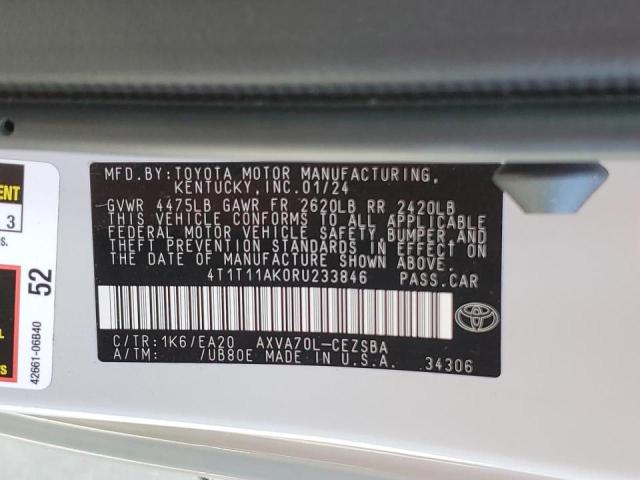 MFD.BY:TOYOTA MOTOR MANUFACTURING,
KENTUCKY,INC.01/24
GVWR 4475LB GAWR FR 2620LB RR 2420LB
THIS VEHICLE CONFORMS TO ALL APPLICABLE
FEDERAL MOTOR VEHICLE SAFETY,BUMPER,AND
THEFT PREVENTION STANDARDS IN EFFECT ON
THE DATE OF MANUFACTURE SHOWN ABOVE.
4T1T11AK0RU233846 PASS.CAR
C/TR:1K6/EA20 AXVA70L-CEZSBA
A/TM: /UB80E MADE IN U.S.A. 34306
3
52
42661-06B40